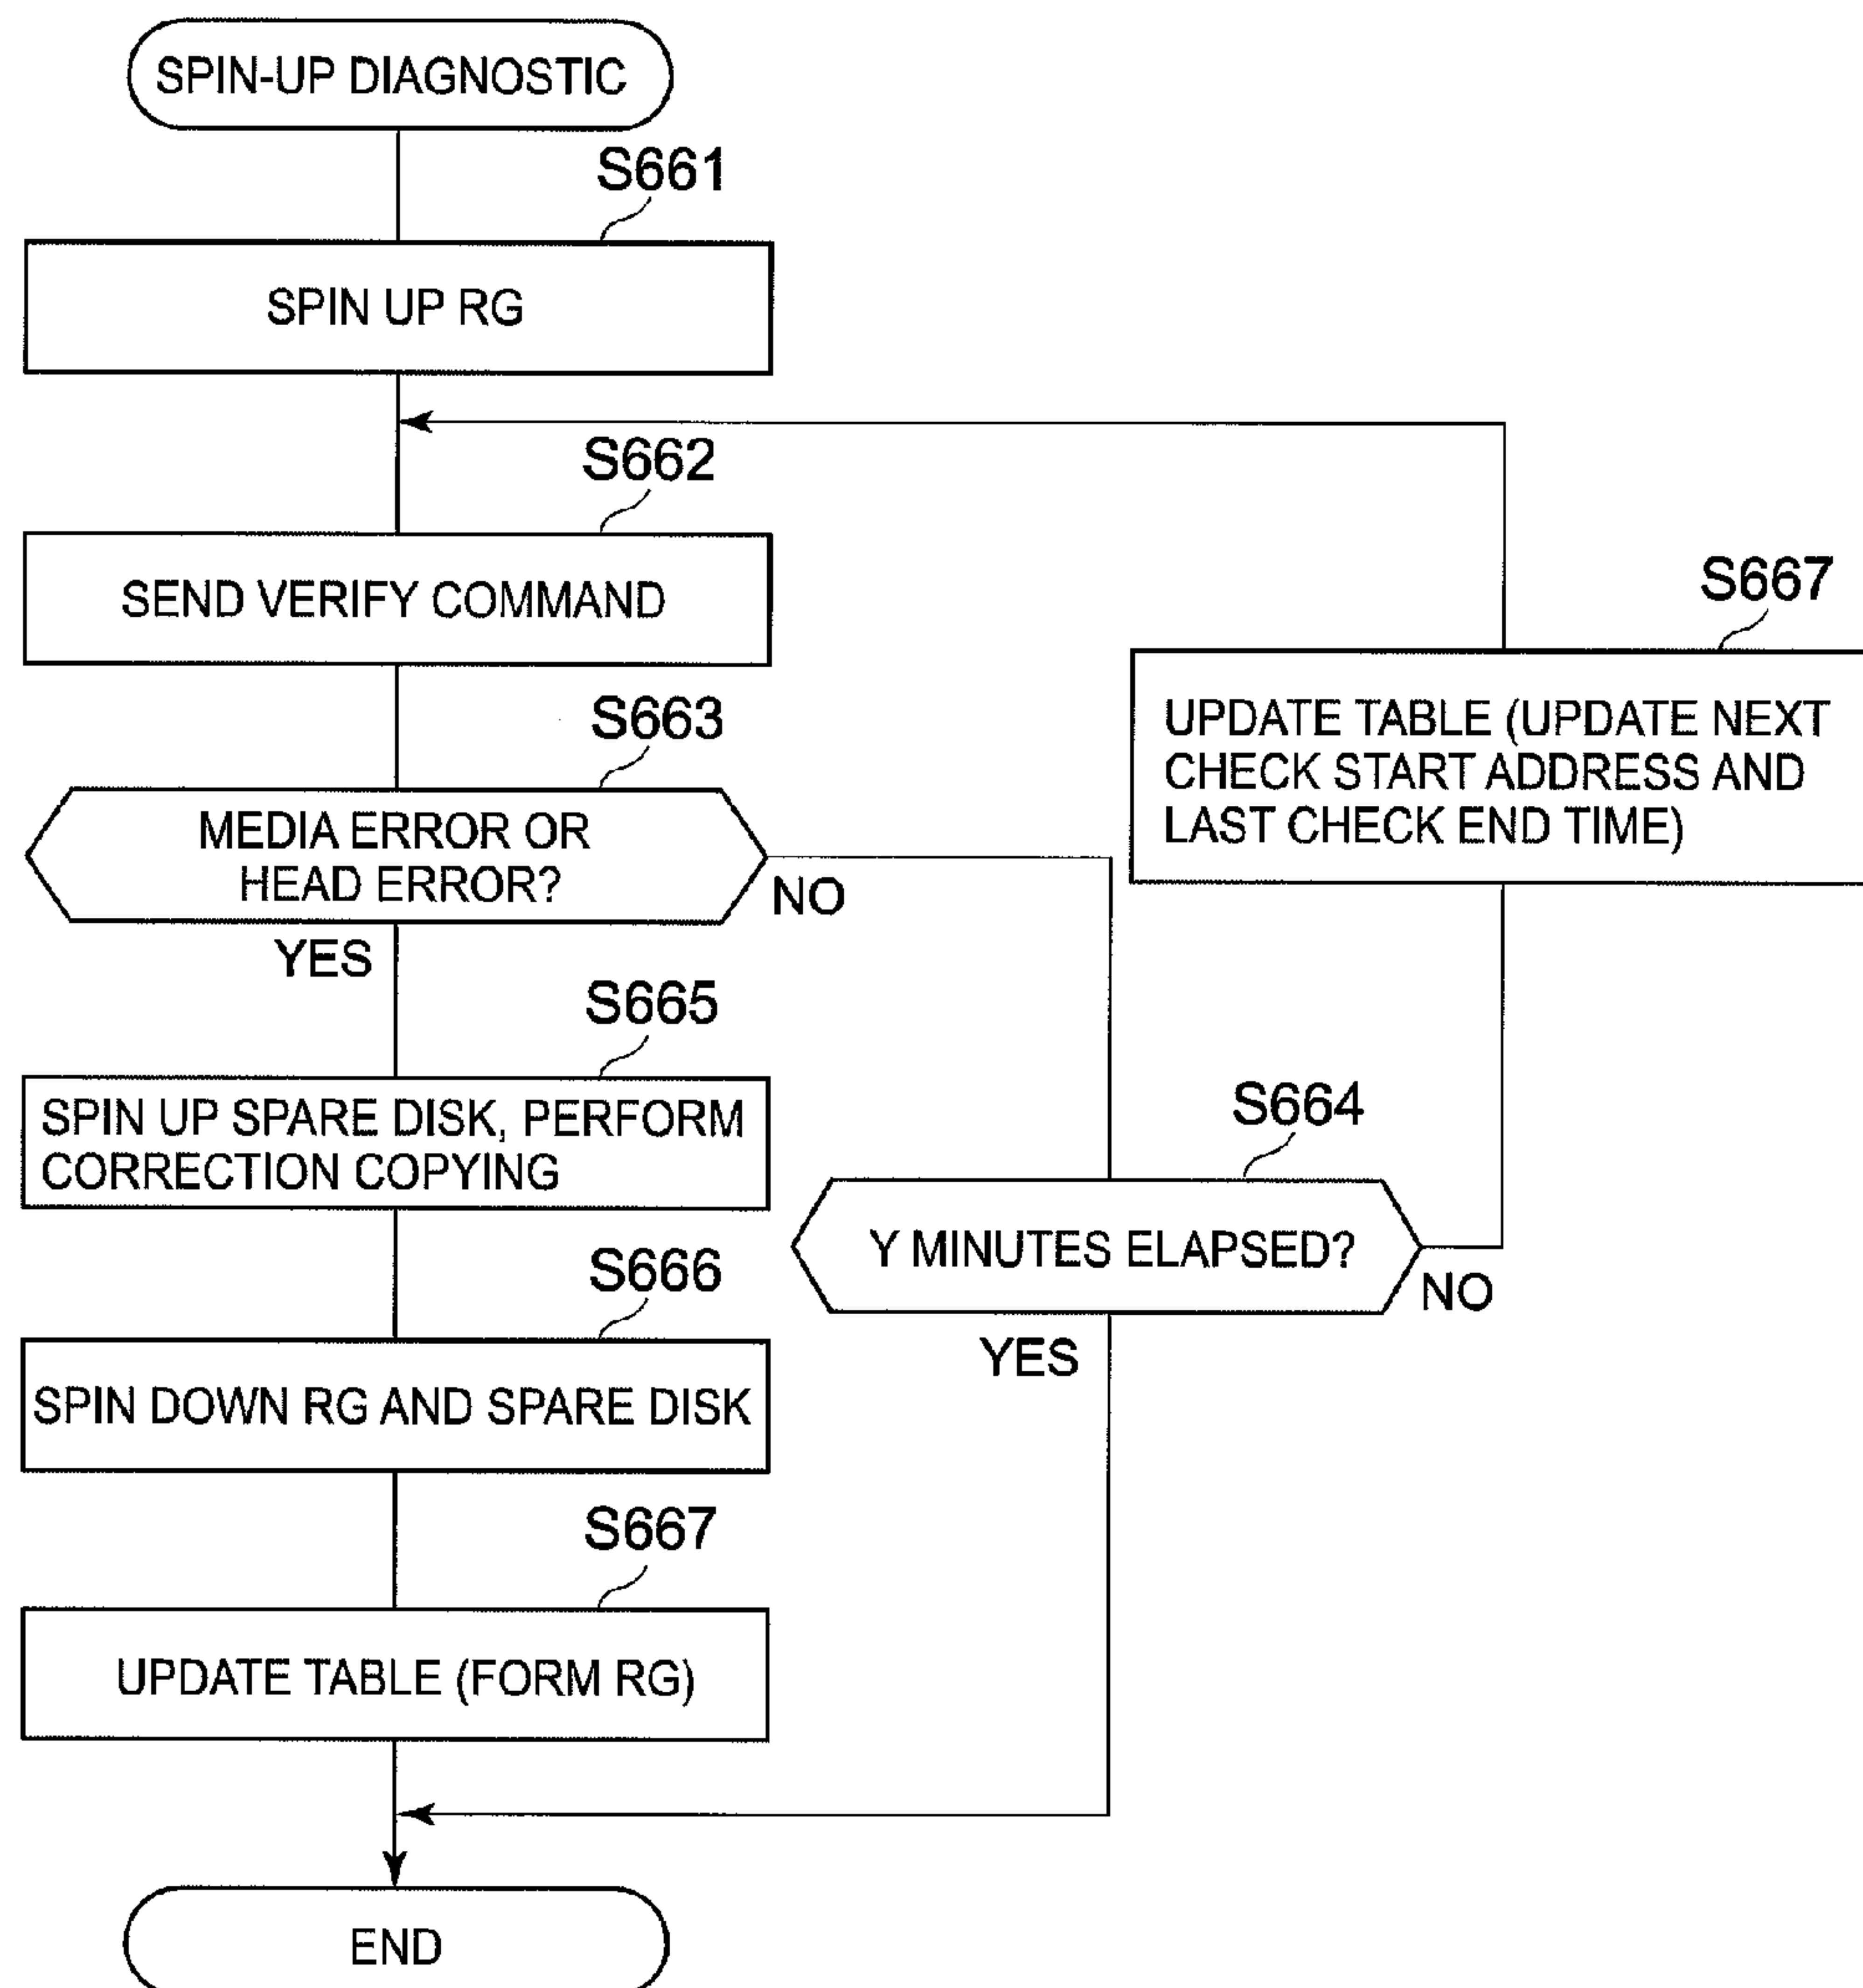 SPIN-UP DIAGNOSTIC
S661
SPIN UP RG
S662
SEND VERIFY COMMAND
S663
MEDIA ERROR OR
HEAD ERROR?
NO
YES
S665
SPIN UP SPARE DISK, PERFORM
CORRECTION COPYING
S666
SPIN DOWN RG AND SPARE DISK
S667
UPDATE TABLE (FORM RG)
S664
Y MINUTES ELAPSED?
NO
YES
S667
UPDATE TABLE (UPDATE NEXT
CHECK START ADDRESS AND
LAST CHECK END TIME)
END